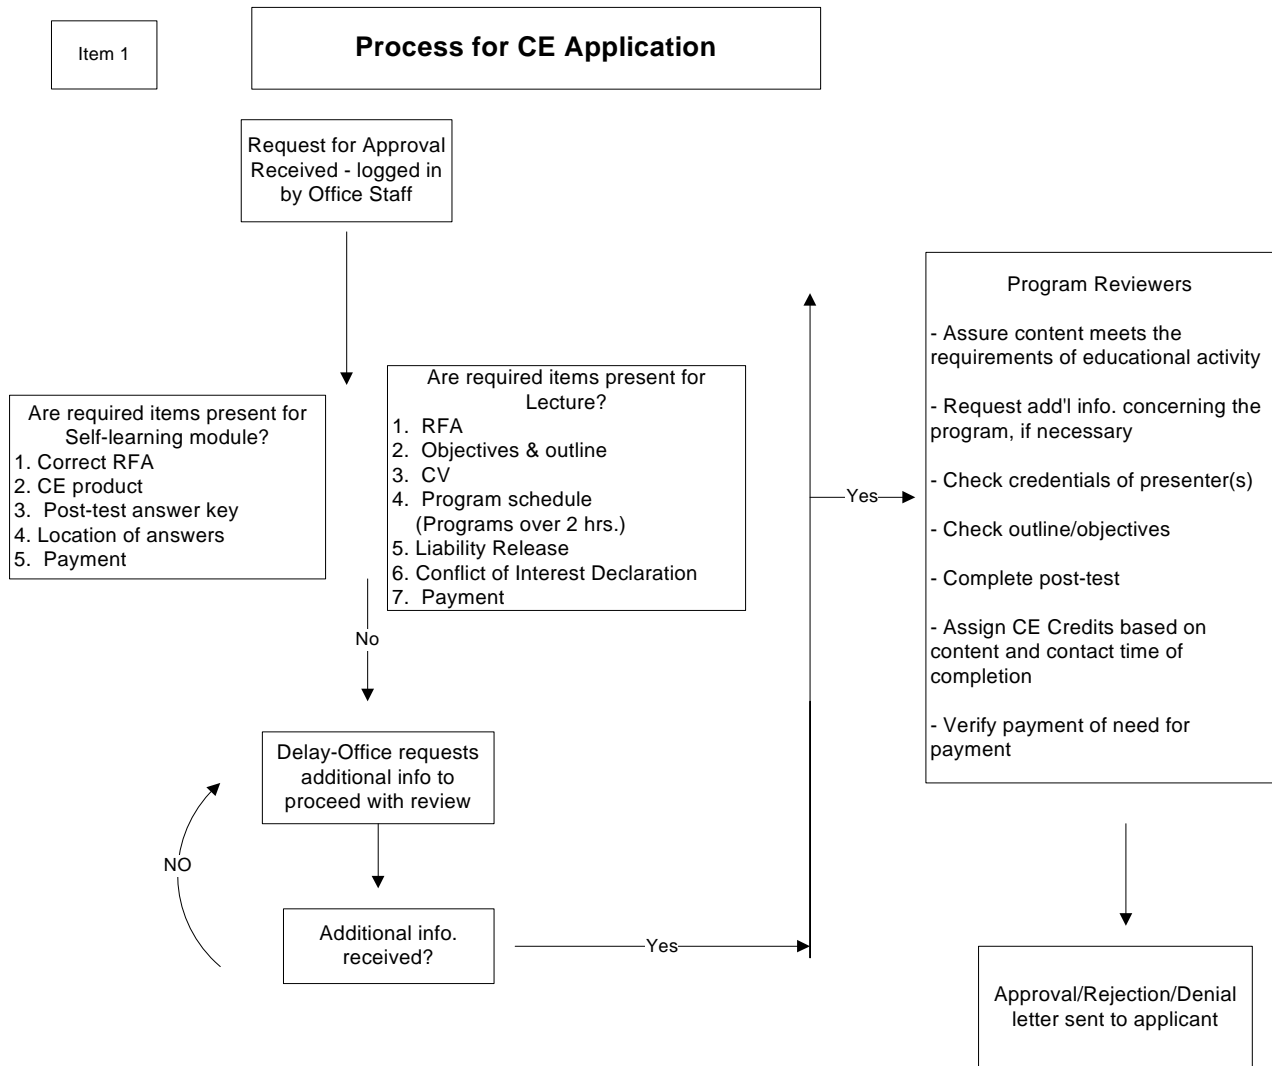 Item 1
Process for CE Application
Request for Approval
Received - logged in
by Office Staff
Are required items present for
Self-learning module?
1. Correct RFA
2. CE product
3. Post-test answer key
4. Location of answers
5. Payment
Are required items present for
Lecture?
1. RFA
2. Objectives & outline
3. CV
4. Program schedule
(Programs over 2 hrs.)
5. Liability Release
6. Conflict of Interest Declaration
7. Payment
No
Delay-Office requests
additional info to
proceed with review
NO
Additional info.
received?
Yes
Yes
Program Reviewers
- Assure content meets the
requirements of educational activity
- Request add'l info. concerning the
program, if necessary
- Check credentials of presenter(s)
- Check outline/objectives
- Complete post-test
- Assign CE Credits based on
content and contact time of
completion
- Verify payment of need for
payment
Approval/Rejection/Denial
letter sent to applicant